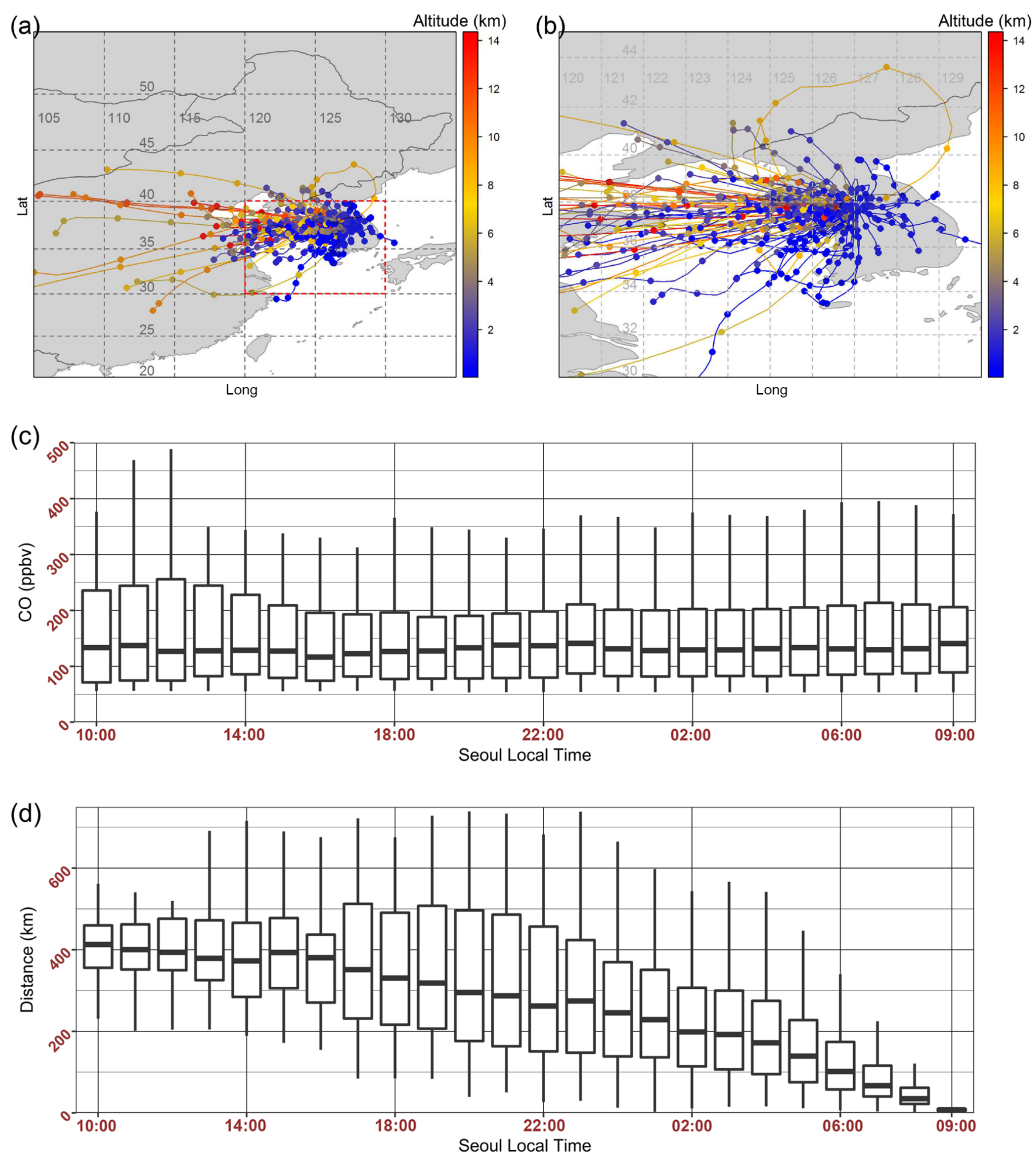 (a)
Altitude (km)
14
12
10
8
6
4
2
50
105 110 115 120 125 130
45
40
35
30
25
20
Lat
Long
(b)
Altitude (km)
14
12
10
8
6
4
2
44
120 121 122 123 124 125 126 127 128 129
42
40
34
32
30
Lat
Long
(c)
500
400
300
200
100
0
CO (ppbv)
10:00 14:00 18:00 22:00 02:00 06:00 09:00
Seoul Local Time
(d)
600
400
200
0
Distance (km)
10:00 14:00 18:00 22:00 02:00 06:00 09:00
Seoul Local Time